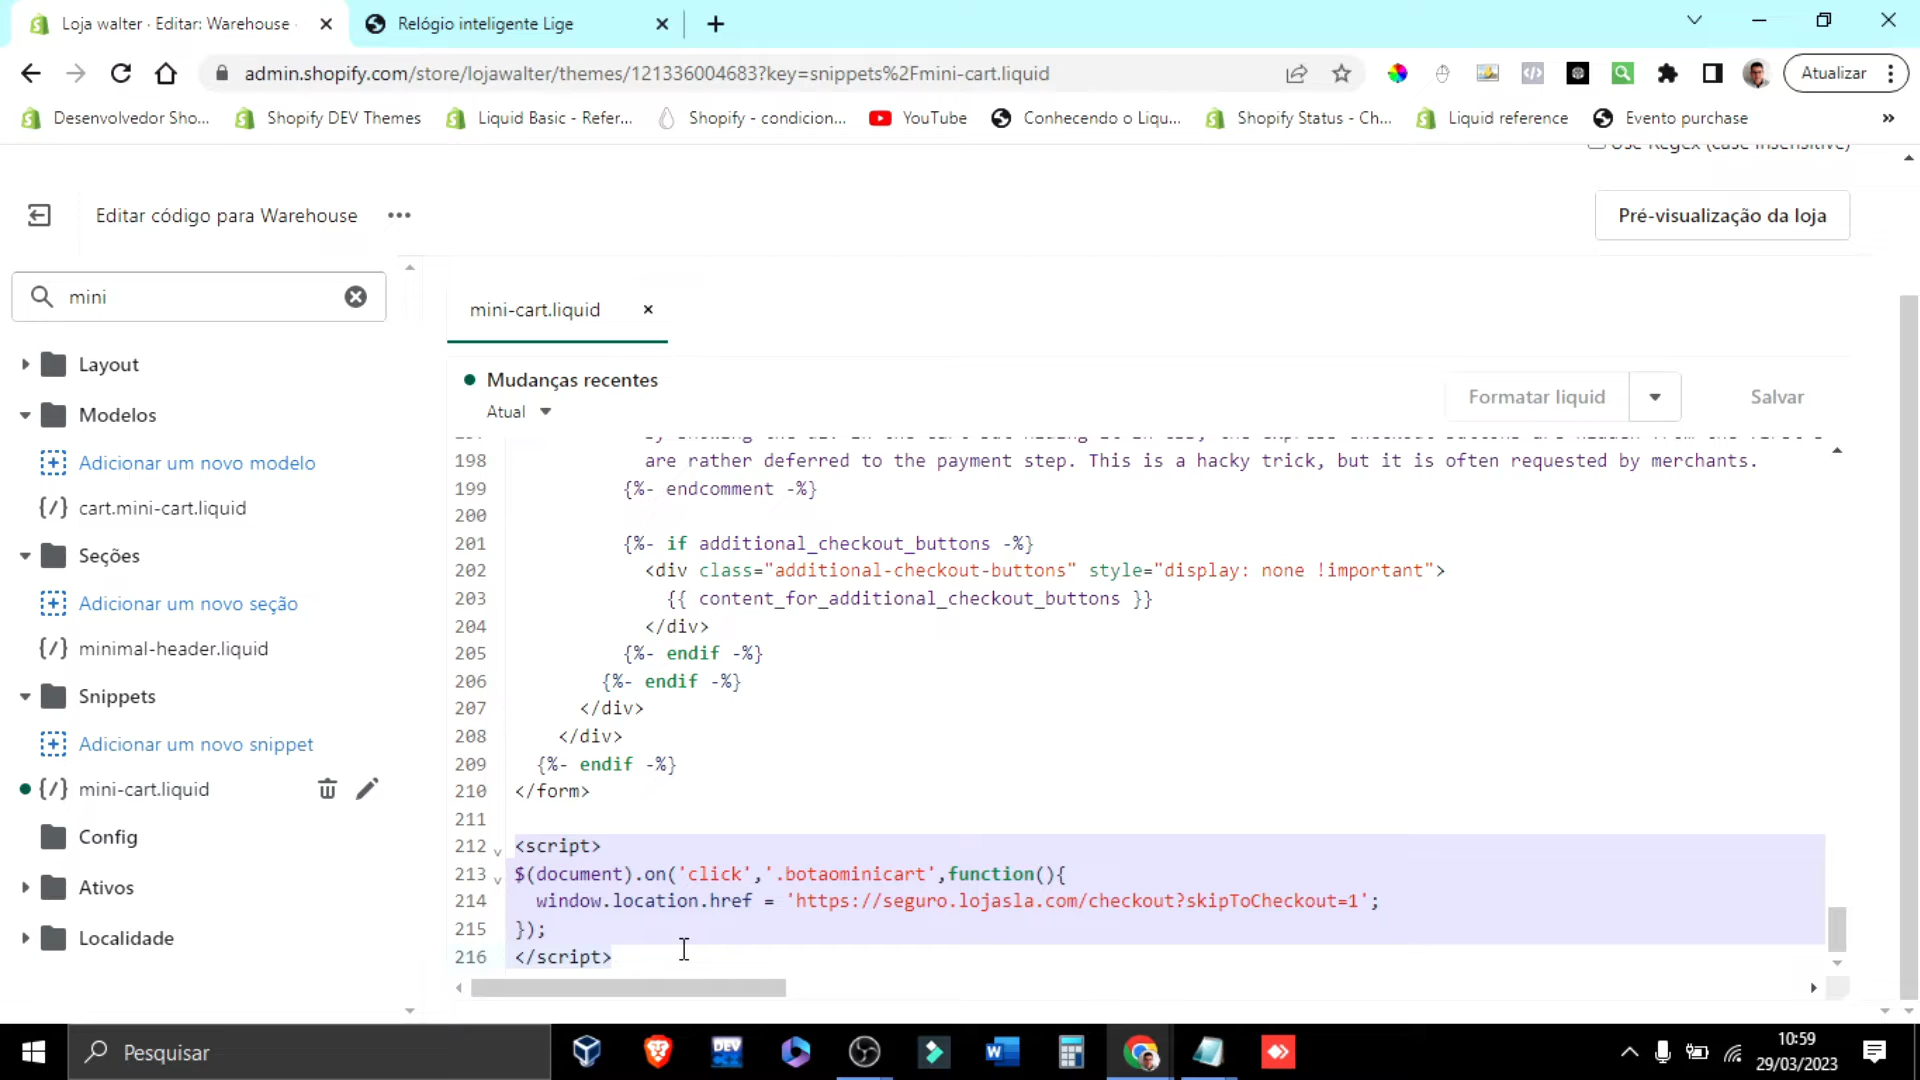 Loja walter · Editar: Warehouse
Relógio inteligente Lige
admin.shopify.com/store/lojawalter/themes/121336004683?key=snippets%2Fmini-cart.liquid
Atualizar
Desenvolvedor Sho...
Shopify DEV Themes
Liquid Basic - Refer...
Shopify - condicion...
YouTube
Conhecendo o Liqu...
Shopify Status - Ch...
Liquid reference
Evento purchase
»
Use Regex (case insensitive)
Editar código para Warehouse
Pré-visualização da loja
mini
Layout
Modelos
Adicionar um novo modelo
{/} cart.mini-cart.liquid
Seções
Adicionar um novo seção
{/} minimal-header.liquid
Snippets
Adicionar um novo snippet
{/} mini-cart.liquid
Config
Ativos
Localidade
mini-cart.liquid
Mudanças recentes
Atual
Formatar liquid
Salvar
198 are rather deferred to the payment step. This is a hacky trick, but it is often requested by merchants.
199 {%- endcomment -%}
200
201 {%- if additional_checkout_buttons -%}
202 <div class="additional-checkout-buttons" style="display: none !important">
203 {{ content_for_additional_checkout_buttons }}
204 </div>
205 {%- endif -%}
206 {%- endif -%}
207 </div>
208 </div>
209 {%- endif -%}
210 </form>
211
212 <script>
213 $(document).on('click','.botaominicart',function(){
214 window.location.href = 'https://seguro.lojasla.com/checkout?skipToCheckout=1';
215 });
216 </script>
Pesquisar
DEV
10:59
29/03/2023